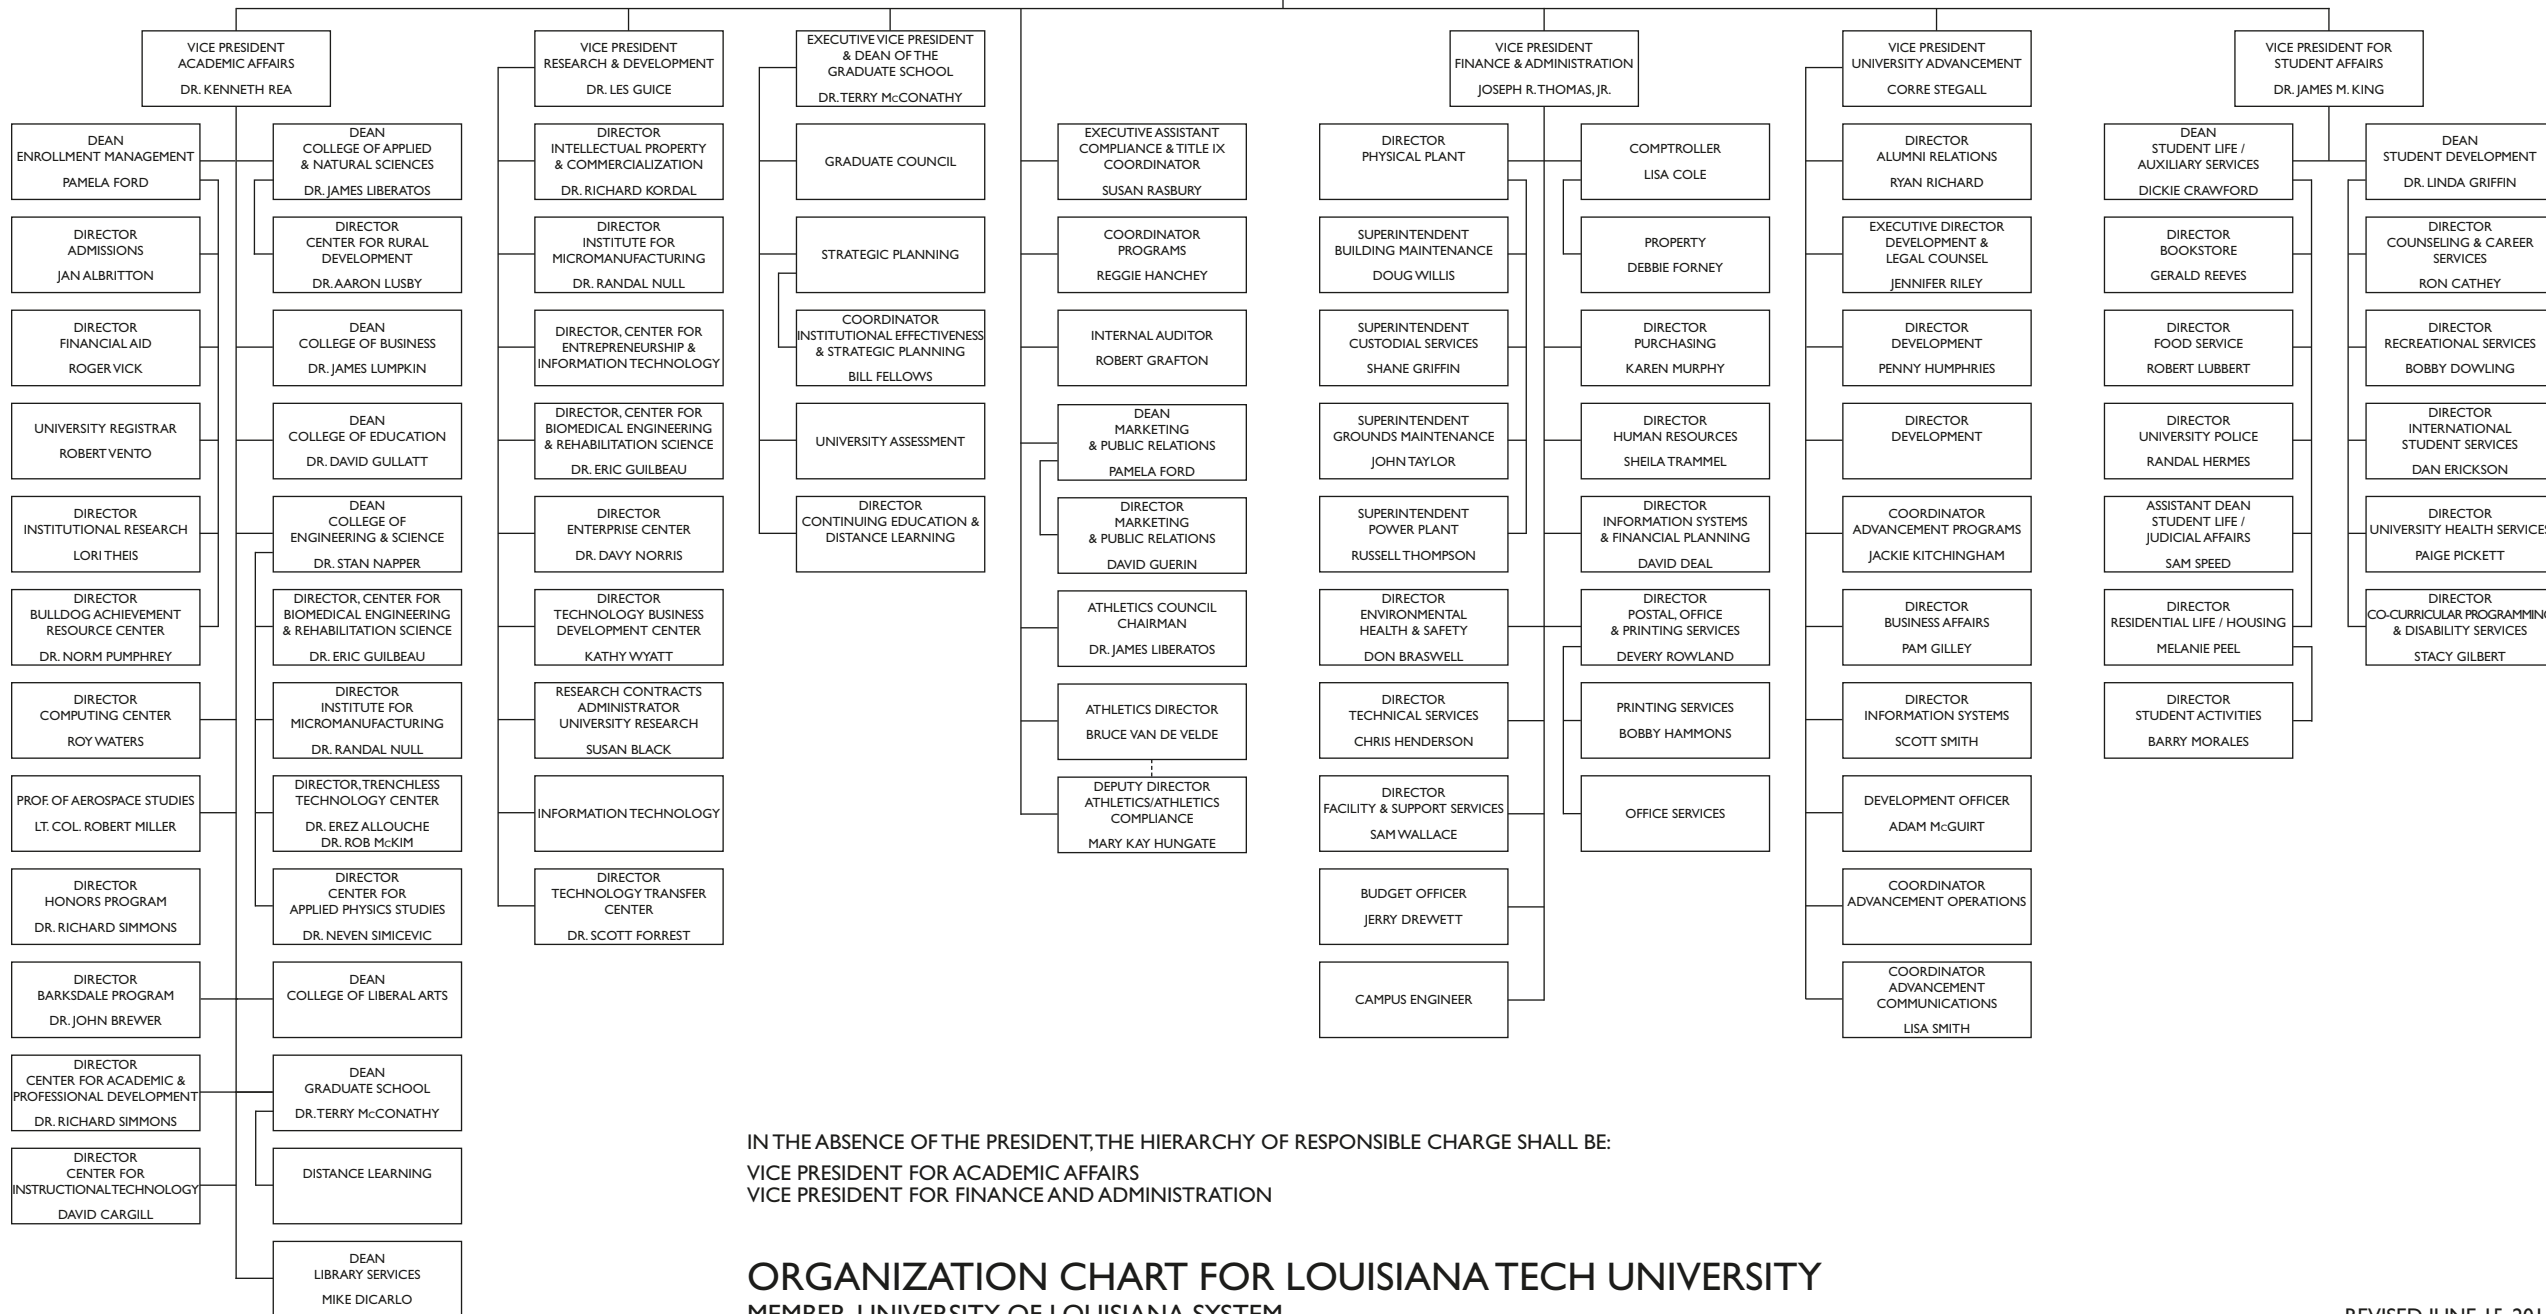 VICE PRESIDENT
ACADEMIC AFFAIRS
DR. KENNETH REA
DEAN
ENROLLMENT MANAGEMENT
PAMELA FORD
DIRECTOR
ADMISSIONS
JAN ALBRITTON
DIRECTOR
FINANCIAL AID
ROGER VICK
UNIVERSITY REGISTRAR
ROBERT VENTO
DIRECTOR
INSTITUTIONAL RESEARCH
LORI THEIS
DIRECTOR
BULLDOG ACHIEVEMENT
RESOURCE CENTER
DR. NORM PUMPHREY
DIRECTOR
COMPUTING CENTER
ROY WATERS
PROF. OF AEROSPACE STUDIES
LT. COL. ROBERT MILLER
DIRECTOR
HONORS PROGRAM
DR. RICHARD SIMMONS
DIRECTOR
BARKSDALE PROGRAM
DR. JOHN BREWER
DIRECTOR
CENTER FOR ACADEMIC &
PROFESSIONAL DEVELOPMENT
DR. RICHARD SIMMONS
DIRECTOR
CENTER FOR
INSTRUCTIONAL TECHNOLOGY
DAVID CARGILL
DEAN
COLLEGE OF APPLIED
& NATURAL SCIENCES
DR. JAMES LIBERATOS
DIRECTOR
CENTER FOR RURAL
DEVELOPMENT
DR. AARON LUSBY
DEAN
COLLEGE OF BUSINESS
DR. JAMES LUMPKIN
DEAN
COLLEGE OF EDUCATION
DR. DAVID GULLATT
DEAN
COLLEGE OF
ENGINEERING & SCIENCE
DR. STAN NAPPER
DIRECTOR, CENTER FOR
BIOMEDICAL ENGINEERING
& REHABILITATION SCIENCE
DR. ERIC GUILBEAU
DIRECTOR
INSTITUTE FOR
MICROMANUFACTURING
DR. RANDAL NULL
DIRECTOR, TRENCHLESS
TECHNOLOGY CENTER
DR. EREZ ALLOUCHE
DR. ROB McKIM
DIRECTOR
CENTER FOR
APPLIED PHYSICS STUDIES
DR. NEVEN SIMICEVIC
DEAN
COLLEGE OF LIBERAL ARTS
DEAN
GRADUATE SCHOOL
DR. TERRY McCONATHY
DISTANCE LEARNING
DEAN
LIBRARY SERVICES
MIKE DICARLO
VICE PRESIDENT
RESEARCH & DEVELOPMENT
DR. LES GUICE
DIRECTOR
INTELLECTUAL PROPERTY
& COMMERCIALIZATION
DR. RICHARD KORDAL
DIRECTOR
INSTITUTE FOR
MICROMANUFACTURING
DR. RANDAL NULL
DIRECTOR, CENTER FOR
ENTREPRENEURSHIP &
INFORMATION TECHNOLOGY
DIRECTOR, CENTER FOR
BIOMEDICAL ENGINEERING
& REHABILITATION SCIENCE
DR. ERIC GUILBEAU
DIRECTOR
ENTERPRISE CENTER
DR. DAVY NORRIS
DIRECTOR
TECHNOLOGY BUSINESS
DEVELOPMENT CENTER
KATHY WYATT
RESEARCH CONTRACTS
ADMINISTRATOR
UNIVERSITY RESEARCH
SUSAN BLACK
INFORMATION TECHNOLOGY
DIRECTOR
TECHNOLOGY TRANSFER
CENTER
DR. SCOTT FORREST
EXECUTIVE VICE PRESIDENT
& DEAN OF THE
GRADUATE SCHOOL
DR. TERRY McCONATHY
GRADUATE COUNCIL
STRATEGIC PLANNING
COORDINATOR
INSTITUTIONAL EFFECTIVENESS
& STRATEGIC PLANNING
BILL FELLOWS
UNIVERSITY ASSESSMENT
DIRECTOR
CONTINUING EDUCATION &
DISTANCE LEARNING
EXECUTIVE ASSISTANT
COMPLIANCE & TITLE IX
COORDINATOR
SUSAN RASBURY
COORDINATOR
PROGRAMS
REGGIE HANCHEY
INTERNAL AUDITOR
ROBERT GRAFTON
DEAN
MARKETING
& PUBLIC RELATIONS
PAMELA FORD
DIRECTOR
MARKETING
& PUBLIC RELATIONS
DAVID GUERIN
ATHLETICS COUNCIL
CHAIRMAN
DR. JAMES LIBERATOS
ATHLETICS DIRECTOR
BRUCE VAN DE VELDE
DEPUTY DIRECTOR
ATHLETICS/ATHLETICS
COMPLIANCE
MARY KAY HUNGATE
VICE PRESIDENT
FINANCE & ADMINISTRATION
JOSEPH R. THOMAS, JR.
DIRECTOR
PHYSICAL PLANT
SUPERINTENDENT
BUILDING MAINTENANCE
DOUG WILLIS
SUPERINTENDENT
CUSTODIAL SERVICES
SHANE GRIFFIN
SUPERINTENDENT
GROUNDS MAINTENANCE
JOHN TAYLOR
SUPERINTENDENT
POWER PLANT
RUSSELL THOMPSON
DIRECTOR
ENVIRONMENTAL
HEALTH & SAFETY
DON BRASWELL
DIRECTOR
TECHNICAL SERVICES
CHRIS HENDERSON
DIRECTOR
FACILITY & SUPPORT SERVICES
SAM WALLACE
BUDGET OFFICER
JERRY DREWETT
CAMPUS ENGINEER
COMPTROLLER
LISA COLE
PROPERTY
DEBBIE FORNEY
DIRECTOR
PURCHASING
KAREN MURPHY
DIRECTOR
HUMAN RESOURCES
SHEILA TRAMMEL
DIRECTOR
INFORMATION SYSTEMS
& FINANCIAL PLANNING
DAVID DEAL
DIRECTOR
POSTAL, OFFICE
& PRINTING SERVICES
DEVERY ROWLAND
PRINTING SERVICES
BOBBY HAMMONS
OFFICE SERVICES
VICE PRESIDENT
UNIVERSITY ADVANCEMENT
CORRE STEGALL
DIRECTOR
ALUMNI RELATIONS
RYAN RICHARD
EXECUTIVE DIRECTOR
DEVELOPMENT &
LEGAL COUNSEL
JENNIFER RILEY
DIRECTOR
DEVELOPMENT
PENNY HUMPHRIES
DIRECTOR
DEVELOPMENT
COORDINATOR
ADVANCEMENT PROGRAMS
JACKIE KITCHINGHAM
DIRECTOR
BUSINESS AFFAIRS
PAM GILLEY
DIRECTOR
INFORMATION SYSTEMS
SCOTT SMITH
DEVELOPMENT OFFICER
ADAM McGUIRT
COORDINATOR
ADVANCEMENT OPERATIONS
COORDINATOR
ADVANCEMENT
COMMUNICATIONS
LISA SMITH
VICE PRESIDENT FOR
STUDENT AFFAIRS
DR. JAMES M. KING
DEAN
STUDENT LIFE /
AUXILIARY SERVICES
DICKIE CRAWFORD
DIRECTOR
BOOKSTORE
GERALD REEVES
DIRECTOR
FOOD SERVICE
ROBERT LUBBERT
DIRECTOR
UNIVERSITY POLICE
RANDAL HERMES
ASSISTANT DEAN
STUDENT LIFE /
JUDICIAL AFFAIRS
SAM SPEED
DIRECTOR
RESIDENTIAL LIFE / HOUSING
MELANIE PEEL
DIRECTOR
STUDENT ACTIVITIES
BARRY MORALES
DEAN
STUDENT DEVELOPMENT
DR. LINDA GRIFFIN
DIRECTOR
COUNSELING & CAREER
SERVICES
RON CATHEY
DIRECTOR
RECREATIONAL SERVICES
BOBBY DOWLING
DIRECTOR
INTERNATIONAL
STUDENT SERVICES
DAN ERICKSON
DIRECTOR
UNIVERSITY HEALTH SERVICES
PAIGE PICKETT
DIRECTOR
CO-CURRICULAR PROGRAMMING
& DISABILITY SERVICES
STACY GILBERT
IN THE ABSENCE OF THE PRESIDENT, THE HIERARCHY OF RESPONSIBLE CHARGE SHALL BE:
VICE PRESIDENT FOR ACADEMIC AFFAIRS
VICE PRESIDENT FOR FINANCE AND ADMINISTRATION
ORGANIZATION CHART FOR LOUISIANA TECH UNIVERSITY
MEMBER, UNIVERSITY OF LOUISIANA SYSTEM
REVISED JUNE 15, 201